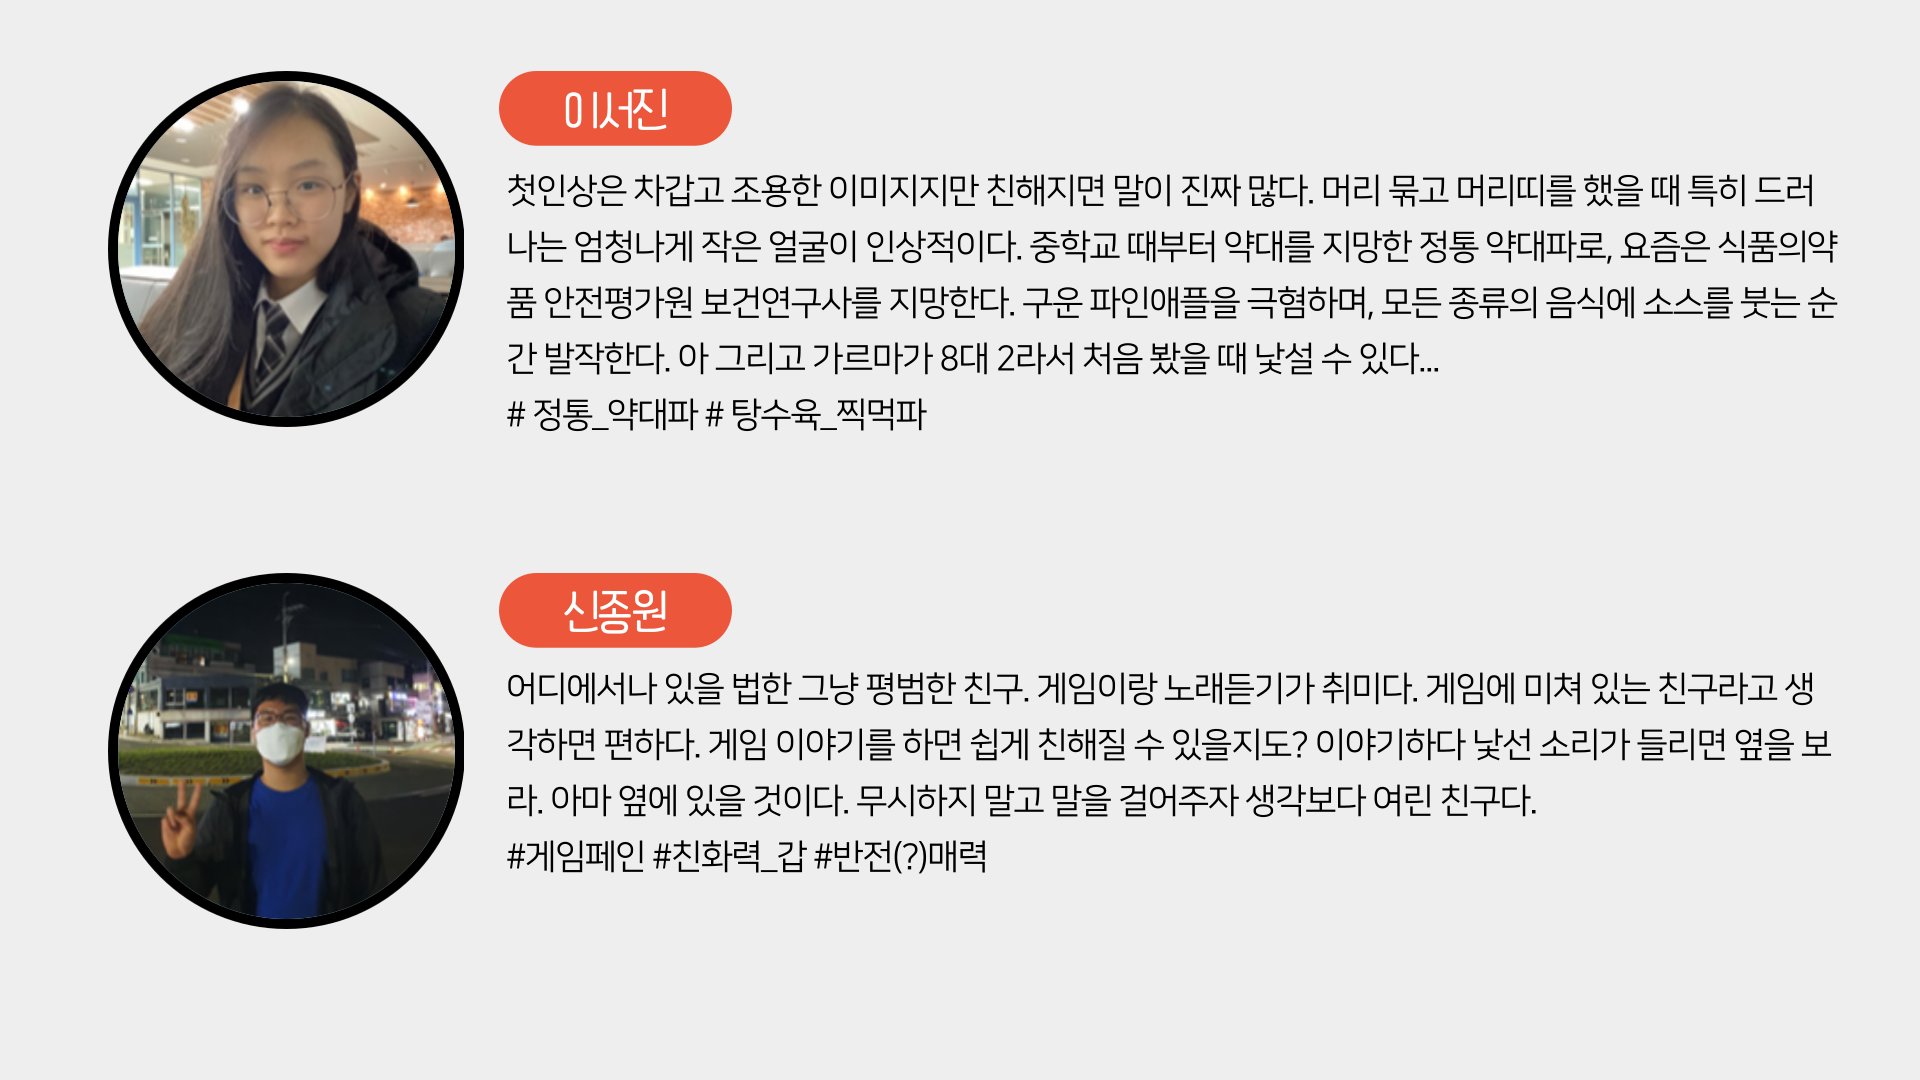 이서진
첫인상은 차갑고 조용한 이미지지만 친해지면 말이 진짜 많다. 머리 묶고 머리띠를 했을 때 특히 드러
나는 엄청나게 작은 얼굴이 인상적이다. 중학교 때부터 약대를 지망한 정통 약대파로, 요즘은 식품의약
품 안전평가원 보건연구사를 지망한다. 구운 파인애플을 극혐하며, 모든 종류의 음식에 소스를 붓는 순
간 발작한다. 아 그리고 가르마가 8대 2라서 처음 봤을 때 낯설 수 있다...
# 정통_약대파 # 탕수육_찍먹파
신종원
어디에서나 있을 법한 그냥 평범한 친구. 게임이랑 노래듣기가 취미다. 게임에 미쳐 있는 친구라고 생
각하면 편하다. 게임 이야기를 하면 쉽게 친해질 수 있을지도? 이야기하다 낯선 소리가 들리면 옆을 보
라. 아마 옆에 있을 것이다. 무시하지 말고 말을 걸어주자 생각보다 여린 친구다.
#게임페인 #친화력_갑 #반전(?)매력